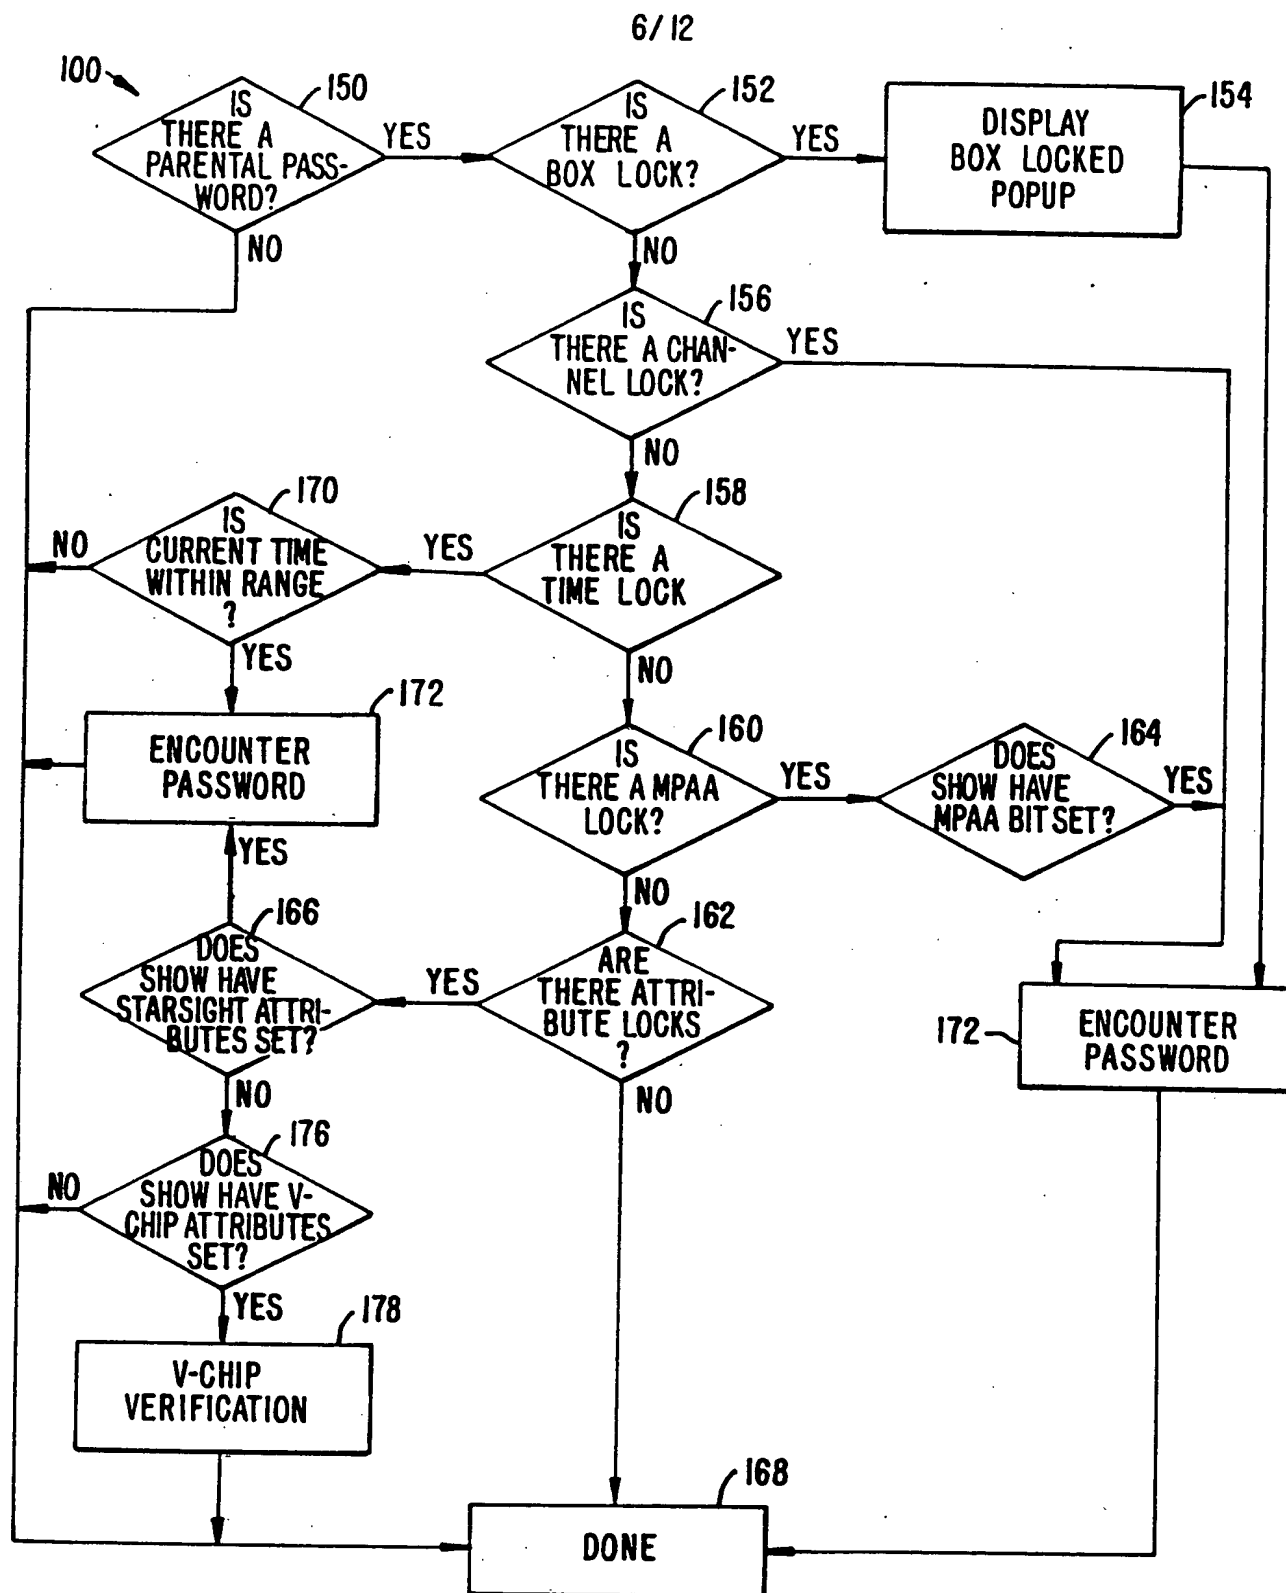 6/12
100
150
IS
THERE A
PARENTAL PASS-
WORD?
YES
NO
152
IS
THERE A
BOX LOCK?
YES
NO
154
DISPLAY
BOX LOCKED
POPUP
156
IS
THERE A CHAN-
NEL LOCK?
YES
NO
170
IS
CURRENT TIME
WITHIN RANGE
?
NO
YES
158
IS
THERE A
TIME LOCK
YES
NO
172
ENCOUNTER
PASSWORD
160
IS
THERE A MPAA
LOCK?
YES
NO
164
DOES
SHOW HAVE
MPAA BIT SET?
YES
YES
166
DOES
SHOW HAVE
STARSIGHT ATTRI-
BUTES SET?
NO
162
ARE
THERE ATTRI-
BUTE LOCKS
?
YES
NO
172
ENCOUNTER
PASSWORD
176
DOES
SHOW HAVE V-
CHIP ATTRIBUTES
SET?
NO
YES
178
V-CHIP
VERIFICATION
168
DONE